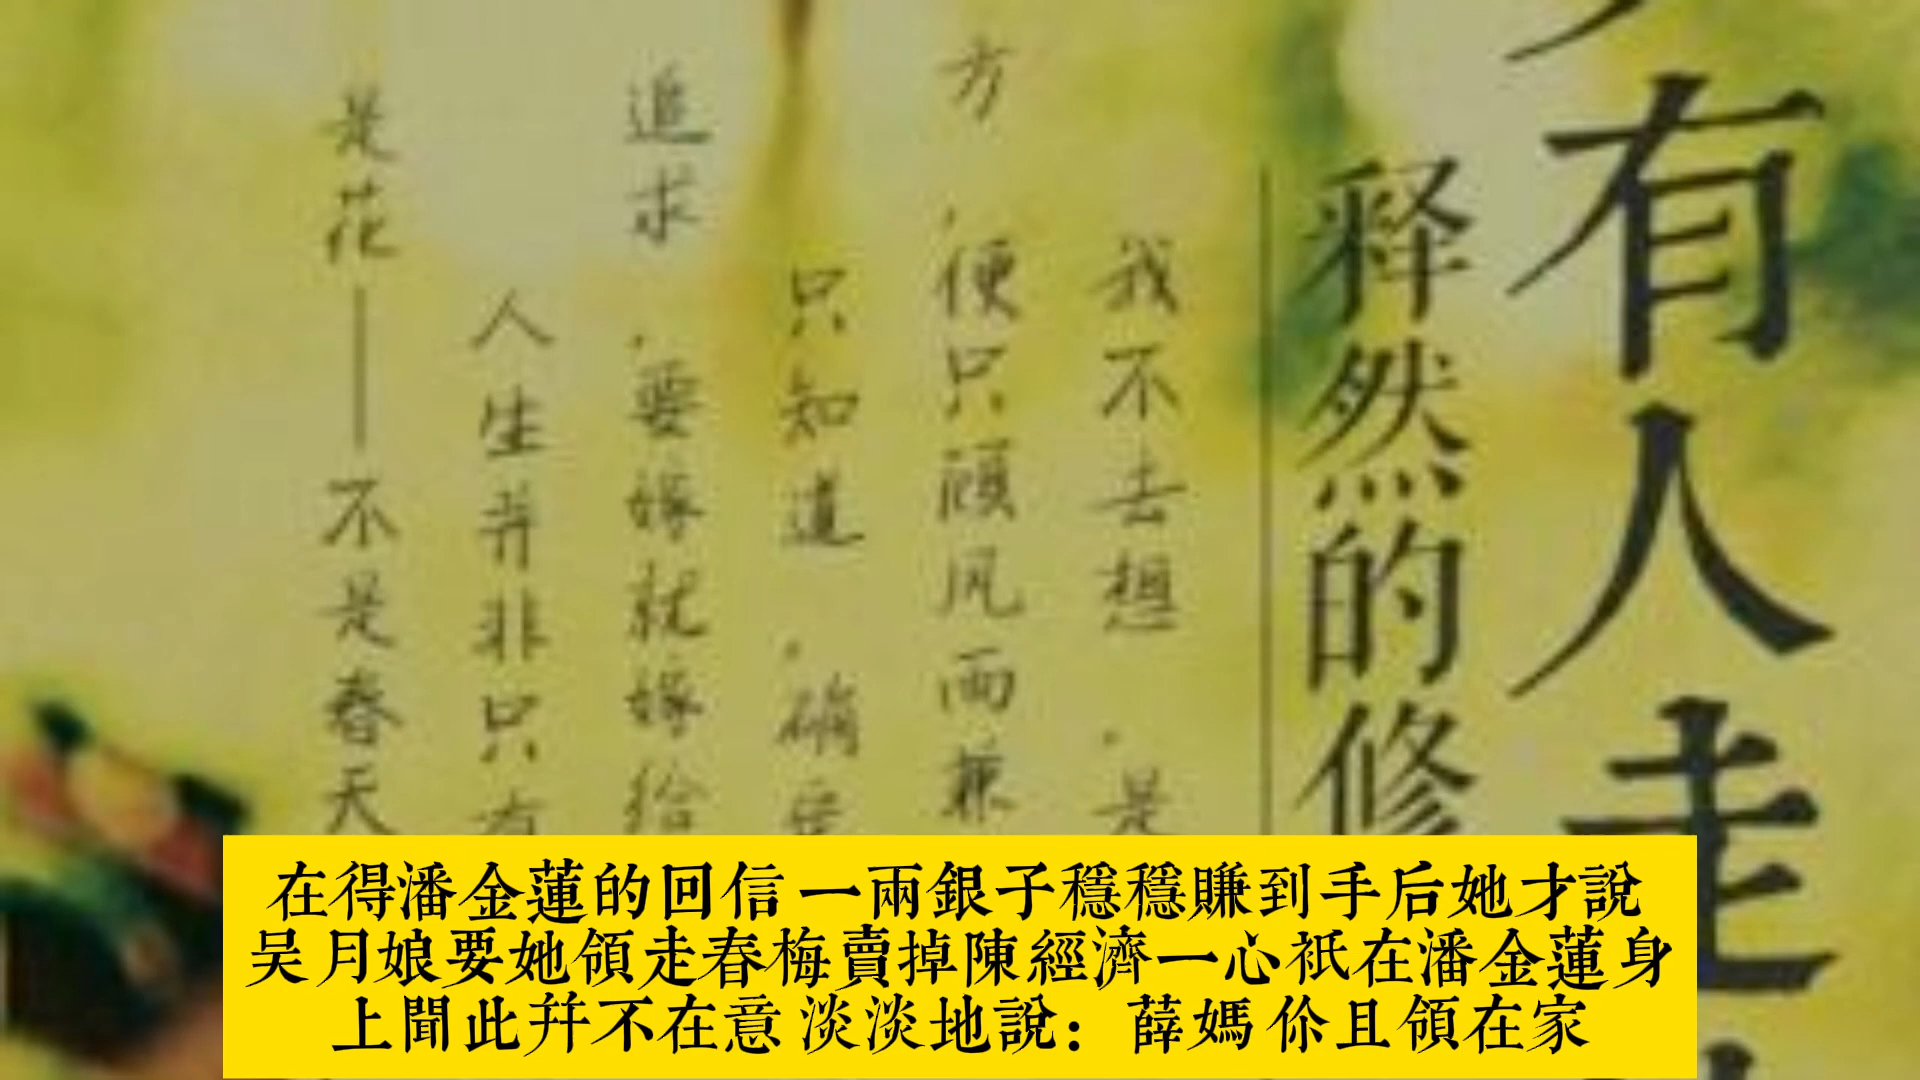 有人走
释然的修
我不去想，是
方，便只顾风雨兼
只知道，确
追求，要嫁就嫁给
人生并非只有
是花——不是春天
在得潘金蓮的回信 一兩銀子穩穩賺到手后她才說
吴月娘要她領走春梅賣掉陳經濟一心衹在潘金蓮身
上聞此幷不在意 淡淡地說：薛媽 伱且領在家